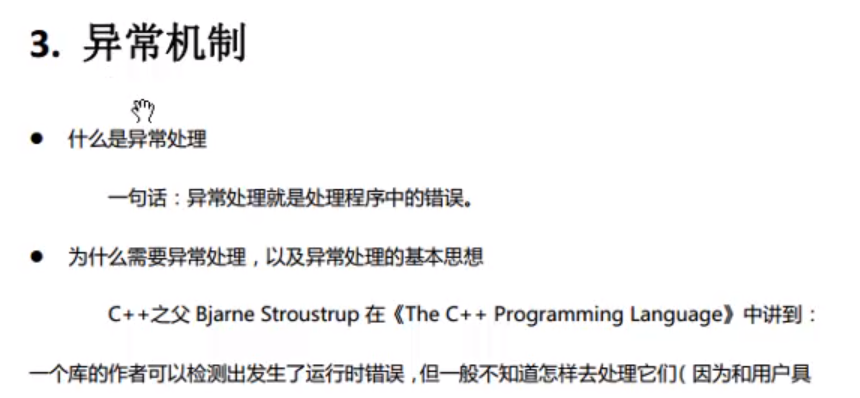 3. 异常机制
● 什么是异常处理
一句话：异常处理就是处理程序中的错误。
● 为什么需要异常处理，以及异常处理的基本思想
C++之父 Bjarne Stroustrup 在《The C++ Programming Language》中讲到：
一个库的作者可以检测出发生了运行时错误，但一般不知道怎样去处理它们（因为和用户具